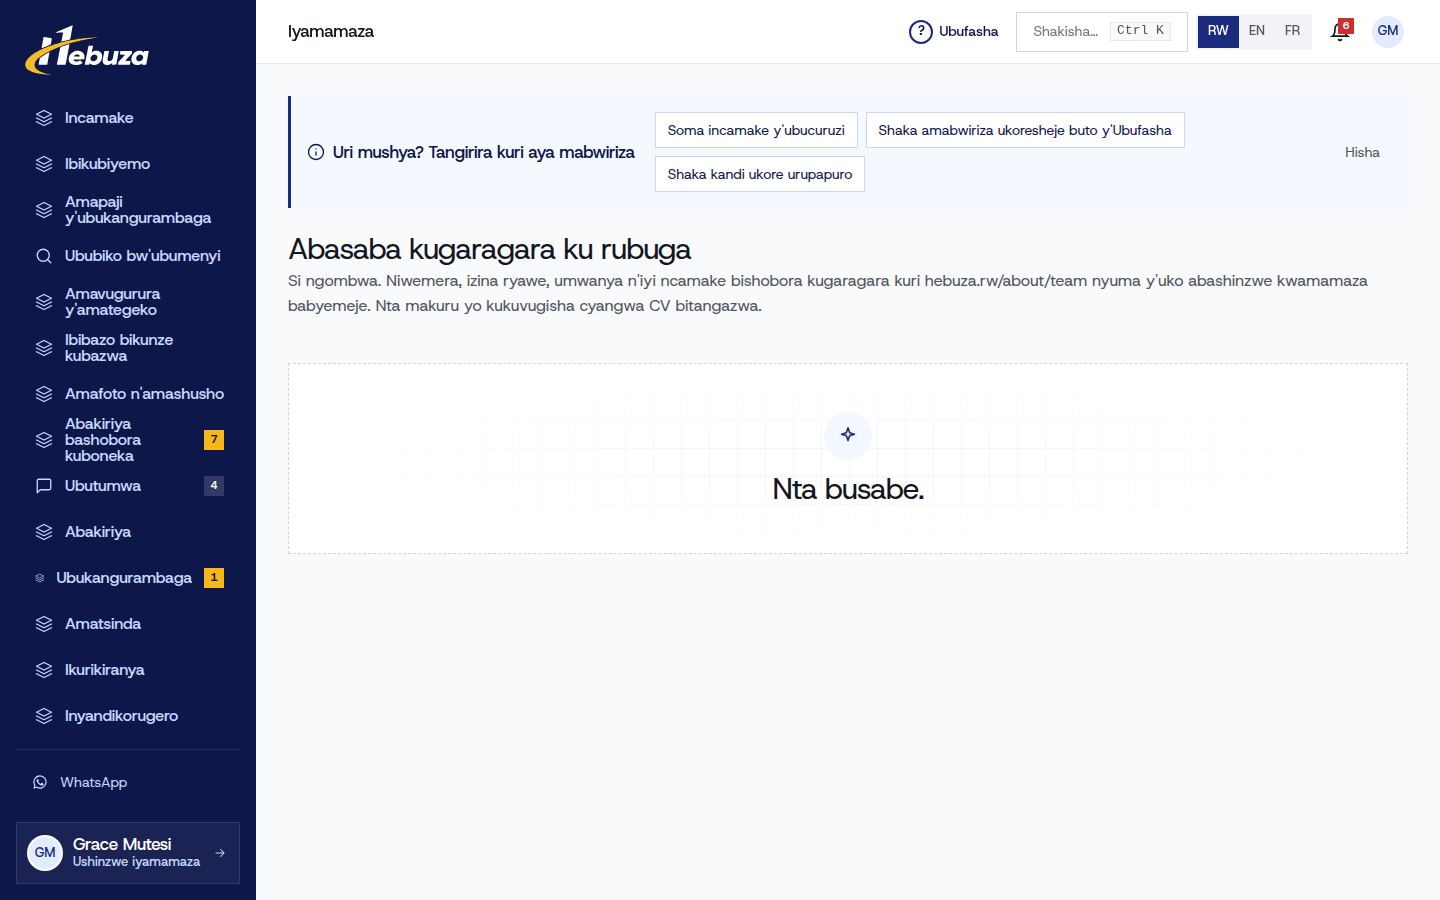 Hebuza
Incamake
Ibikubiyemo
Amapaji
y'ubukangurambaga
Ububiko bw'ubumenyi
Amavugurura
y'amategeko
Ibibazo bikunze
kubazwa
Amafoto n'amashusho
Abakiriya
bashobora
kuboneka
7
Ubutumwa
4
Abakiriya
Ubukangurambaga
1
Amatsinda
Ikurikiranya
Inyandikorugero
WhatsApp
GM
Grace Mutesi
Ushinzwe iyamamaza
Iyamamaza
? Ubufasha
Shakisha...
Ctrl K
RW EN FR
6
GM
Uri mushya? Tangirira kuri aya mabwiriza
Soma incamake y'ubucuruzi
Shaka amabwiriza ukoresheje buto y'Ubufasha
Shaka kandi ukore urupapuro
Hisha
Abasaba kugaragara ku rubuga
Si ngombwa. Niwemera, izina ryawe, umwanya n'iyi ncamake bishobora kugaragara kuri hebuza.rw/about/team nyuma y'uko abashinzwe kwamamaza
babyemeje. Nta makuru yo kukuvugisha cyangwa CV bitangazwa.
Nta busabe.